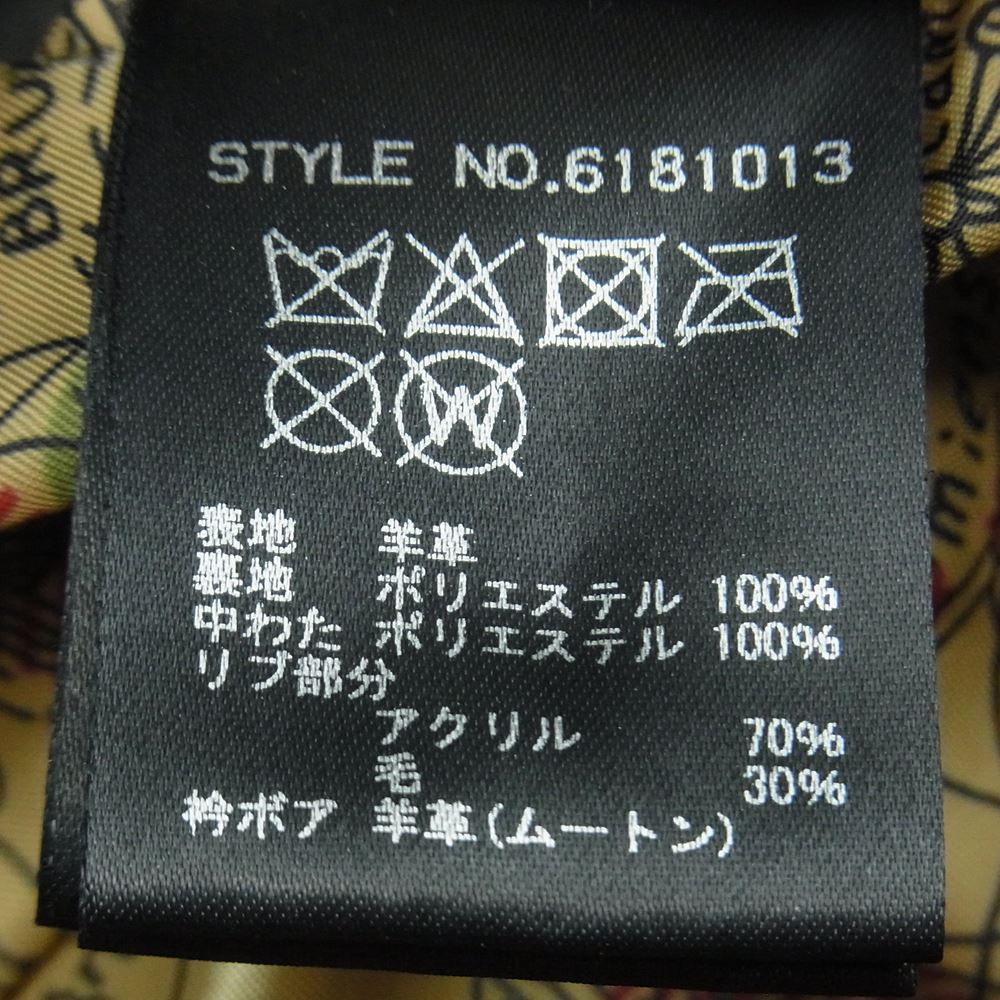 STYLE NO.6181013
W
表地 羊革
裏地 ポリエステル 100%
中わた ポリエステル 100%
リブ部分
アクリル 70%
毛 30%
衿ボア 羊革(ムートン)